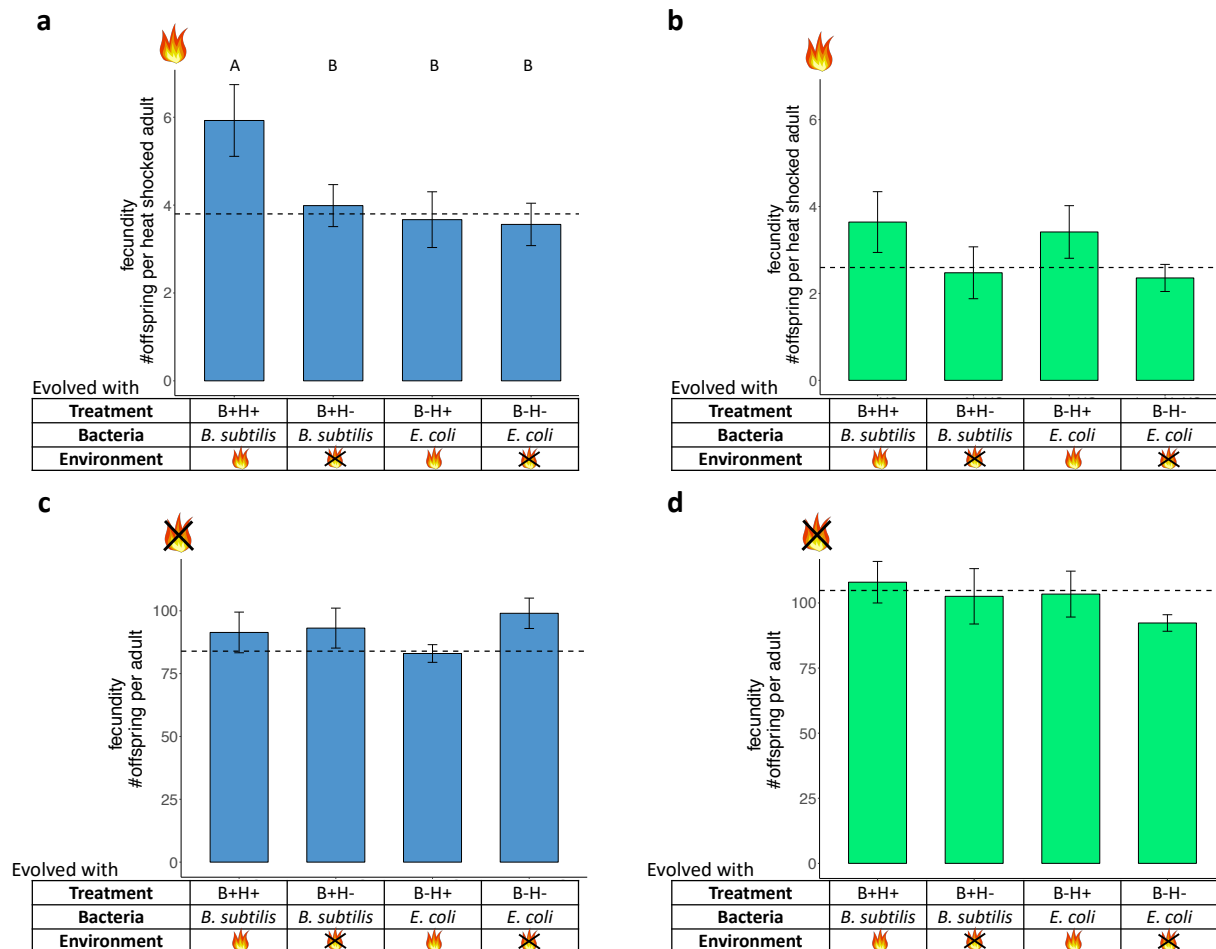 a
A B B B
fecundity
#offspring per heat shocked adult
6
4
2
0
Evolved with
Treatment B+H+ B+H- B-H+ B-H-
Bacteria B. subtilis B. subtilis E. coli E. coli
Environment
b
fecundity
#offspring per heat shocked adult
6
4
2
0
Evolved with
Treatment B+H+ B+H- B-H+ B-H-
Bacteria B. subtilis B. subtilis E. coli E. coli
Environment
c
fecundity
#offspring per adult
100
75
50
25
0
Evolved with
Treatment B+H+ B+H- B-H+ B-H-
Bacteria B. subtilis B. subtilis E. coli E. coli
Environment
d
fecundity
#offspring per adult
100
75
50
25
0
Evolved with
Treatment B+H+ B+H- B-H+ B-H-
Bacteria B. subtilis B. subtilis E. coli E. coli
Environment